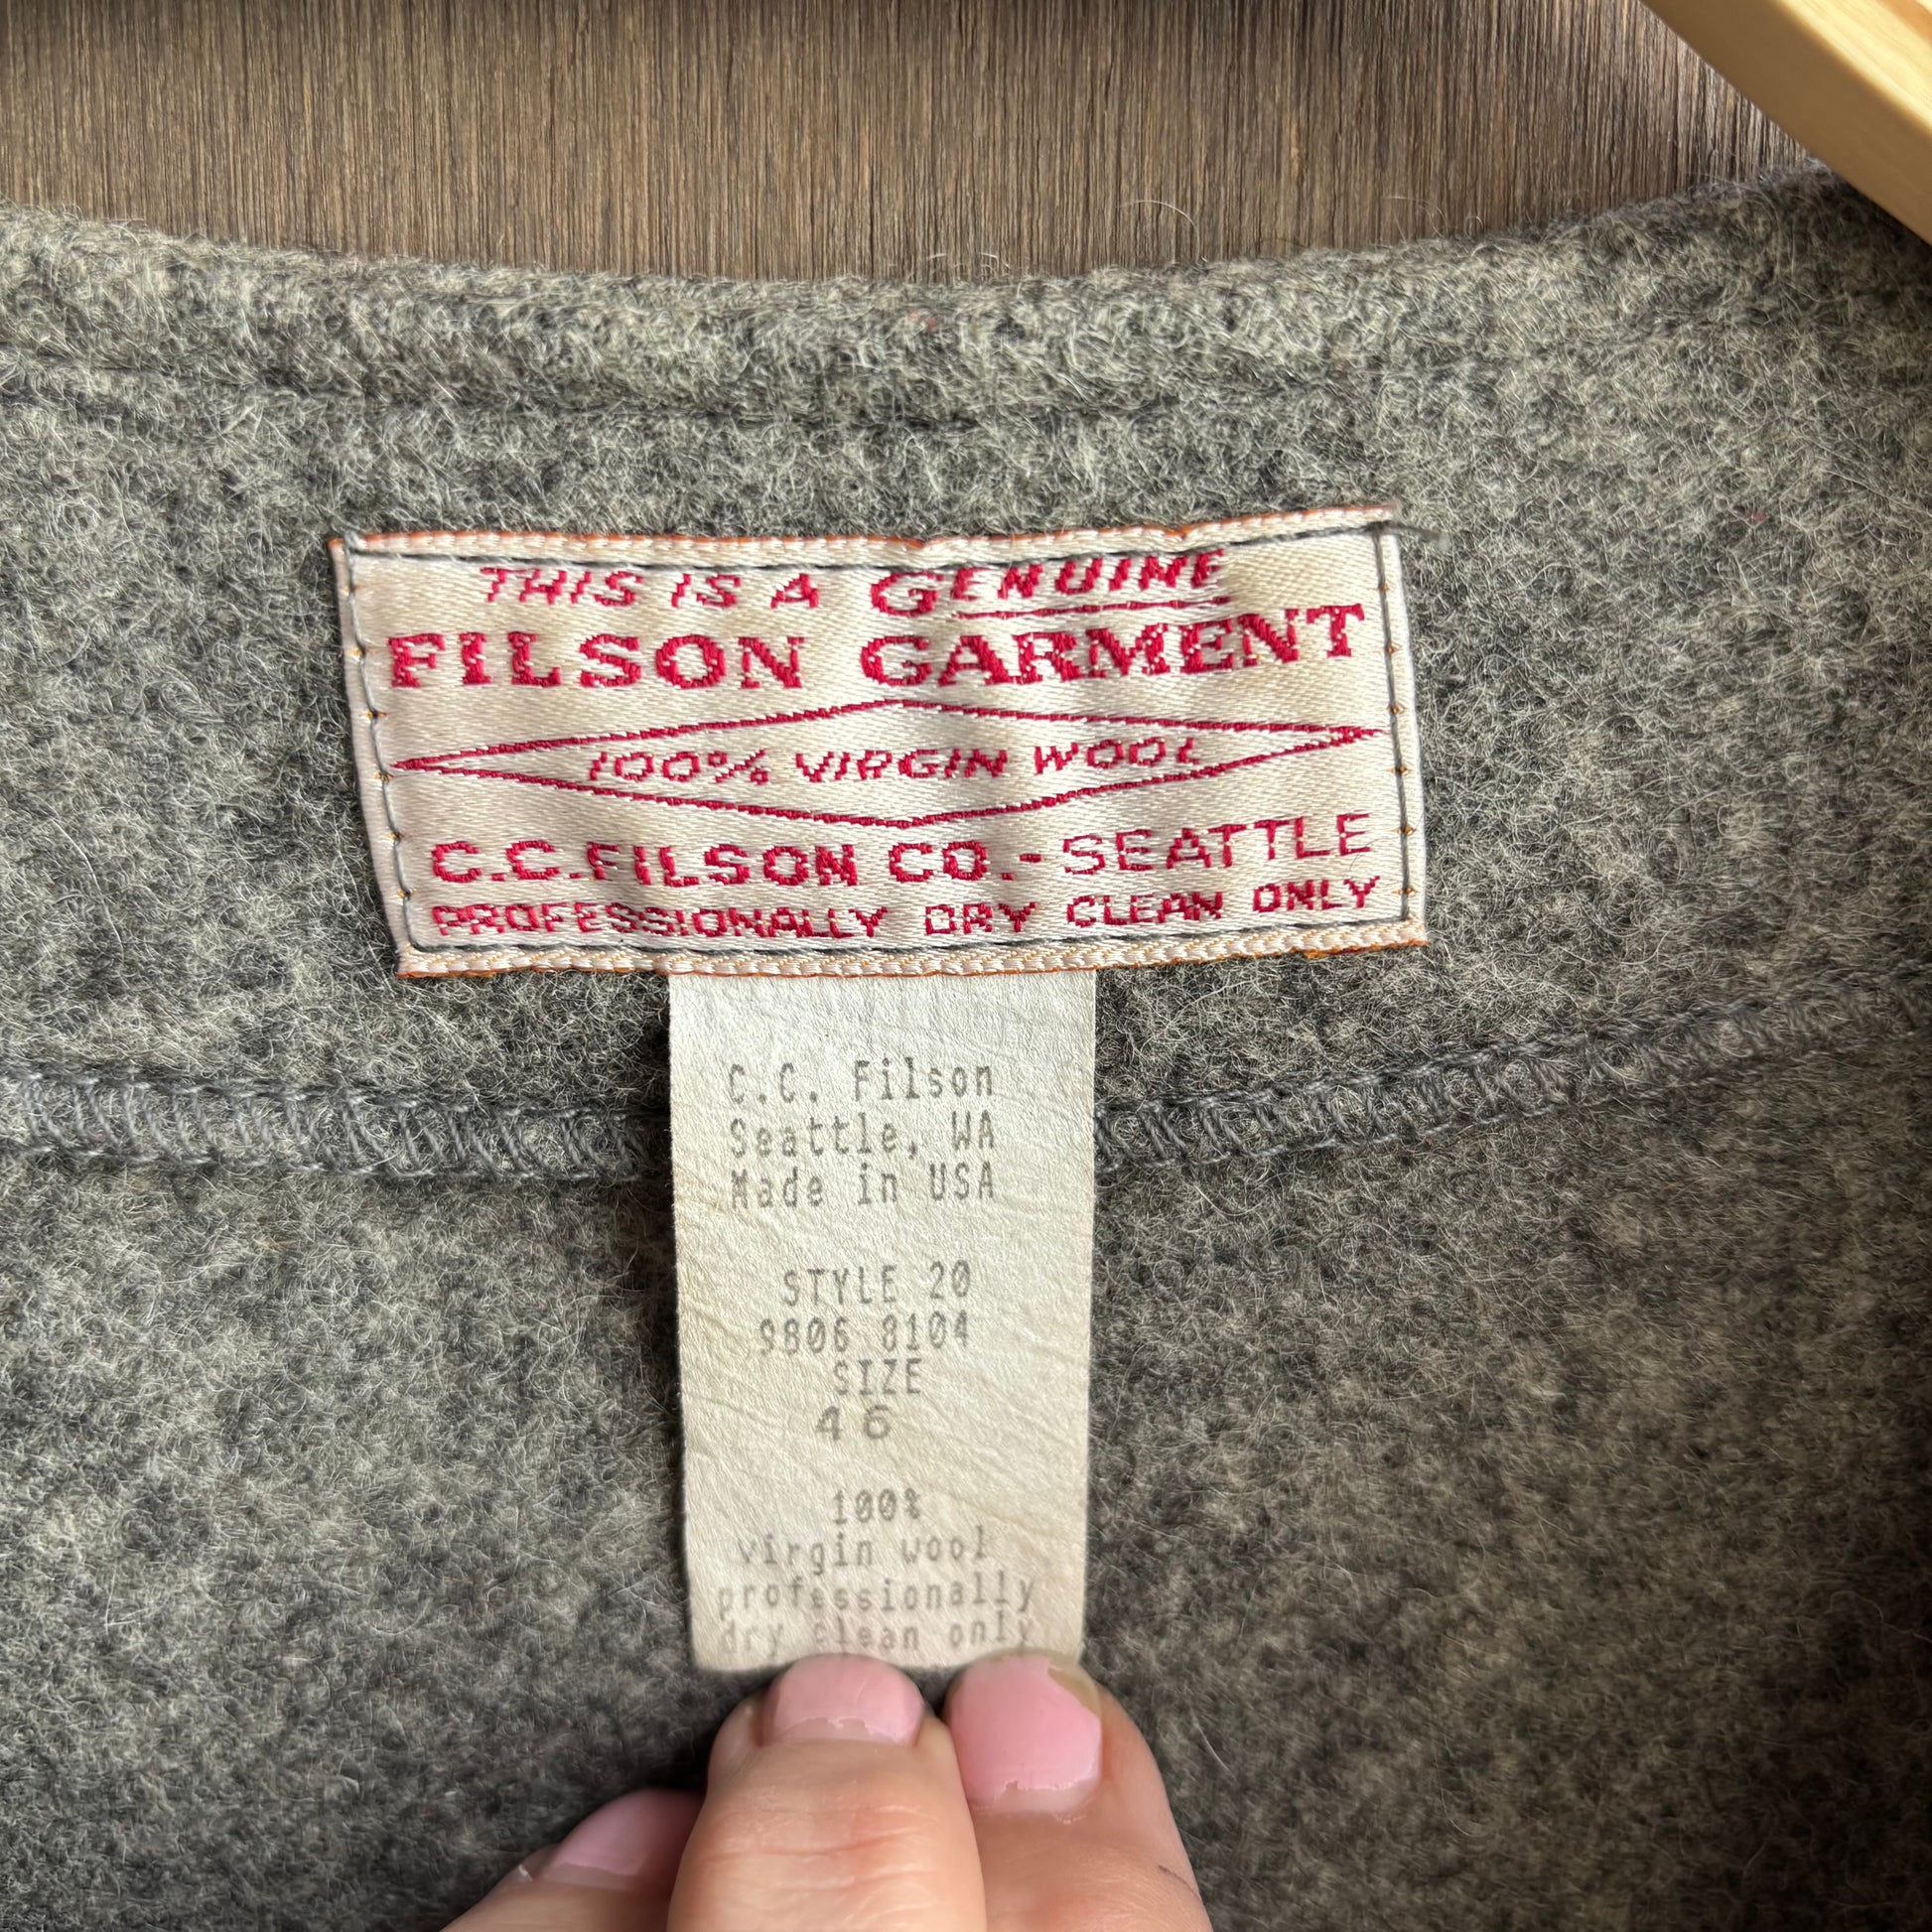 THIS IS A GENUINE
FILSON GARMENT
100% VIRGIN WOOL
C.C. FILSON CO. - SEATTLE
PROFESSIONALLY DRY CLEAN ONLY
C.C. Filson
Seattle, WA
Made in USA
STYLE 20
9806 8104
SIZE
46
100%
virgin wool
professionally
dry clean only